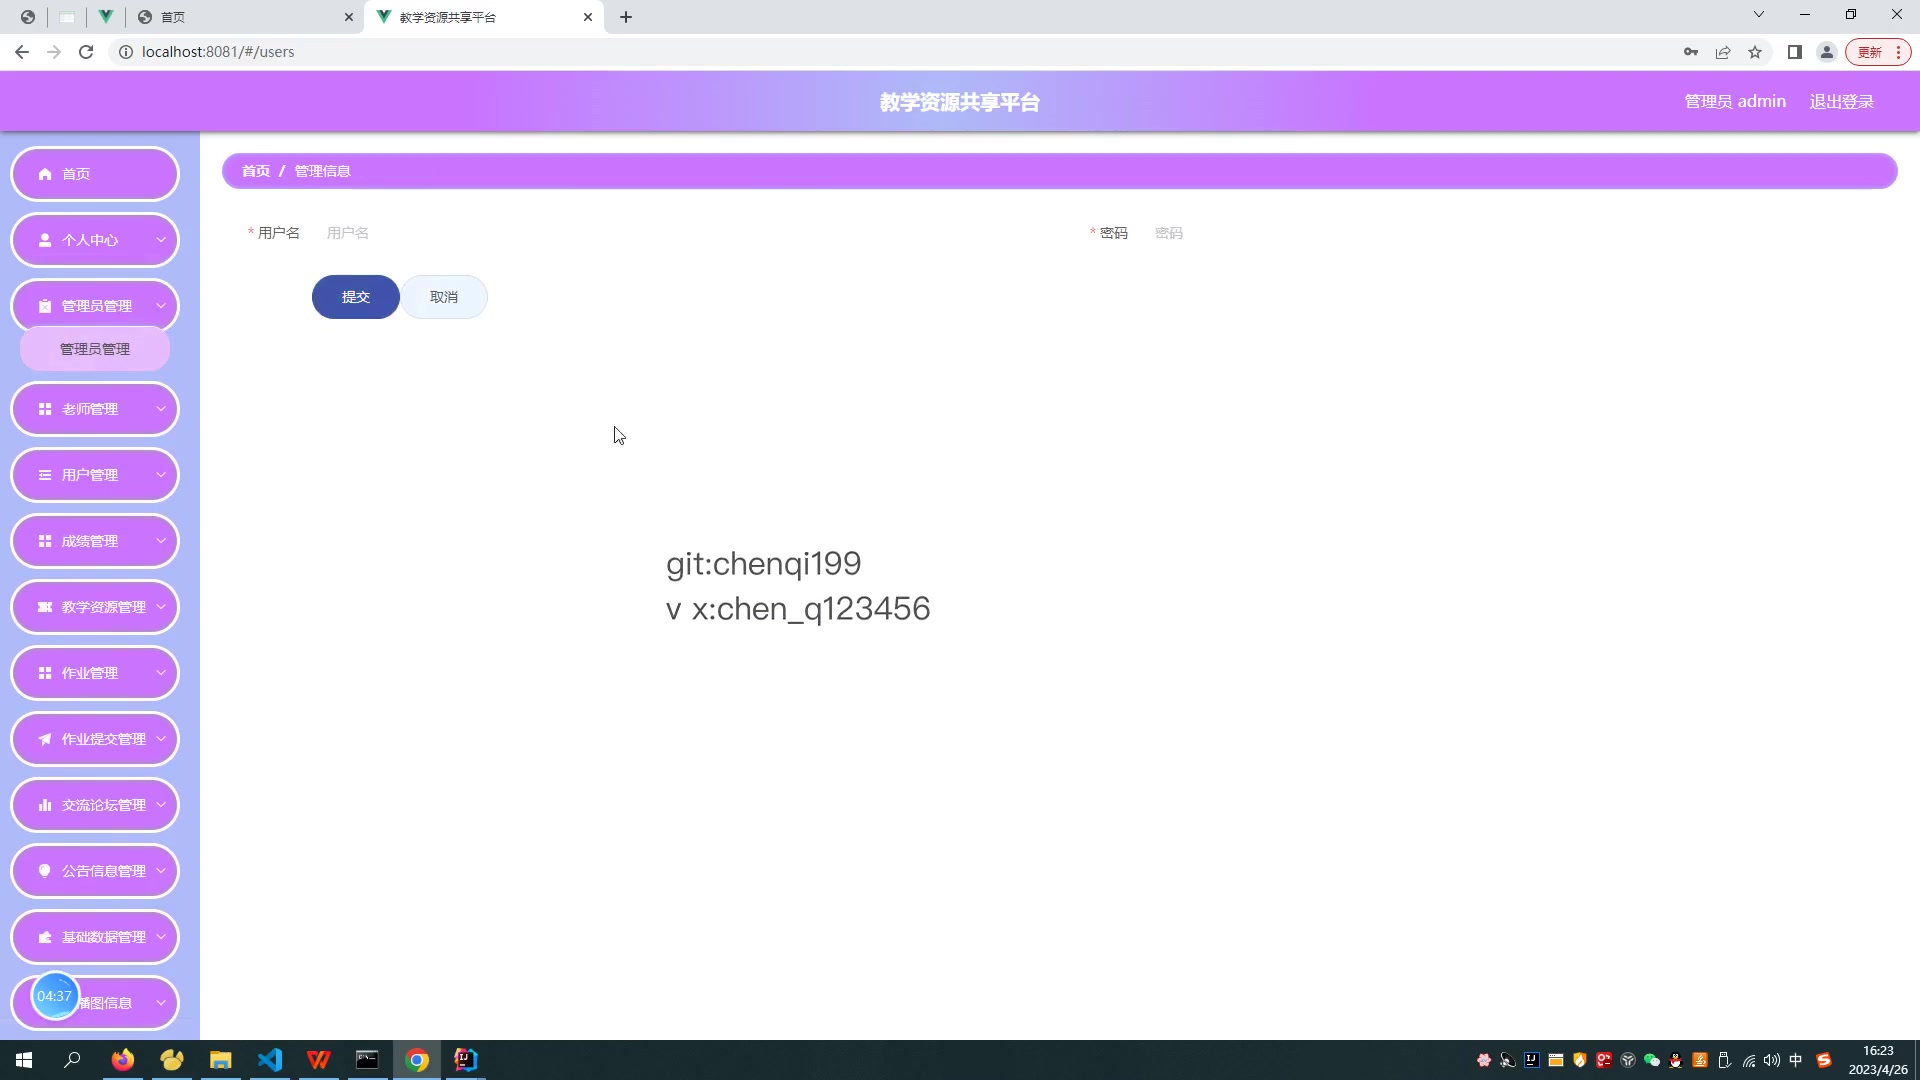 首页
教学资源共享平台
localhost:8081/#/users
更新
教学资源共享平台
管理员 admin
退出登录
首页
个人中心
管理员管理
管理员管理
老师管理
用户管理
成绩管理
教学资源管理
作业管理
作业提交管理
交流论坛管理
公告信息管理
基础数据管理
播图信息
04:37
首页 / 管理信息
* 用户名 用户名
* 密码 密码
提交
取消
git:chenqi199
v x:chen_q123456
中
16:23
2023/4/26